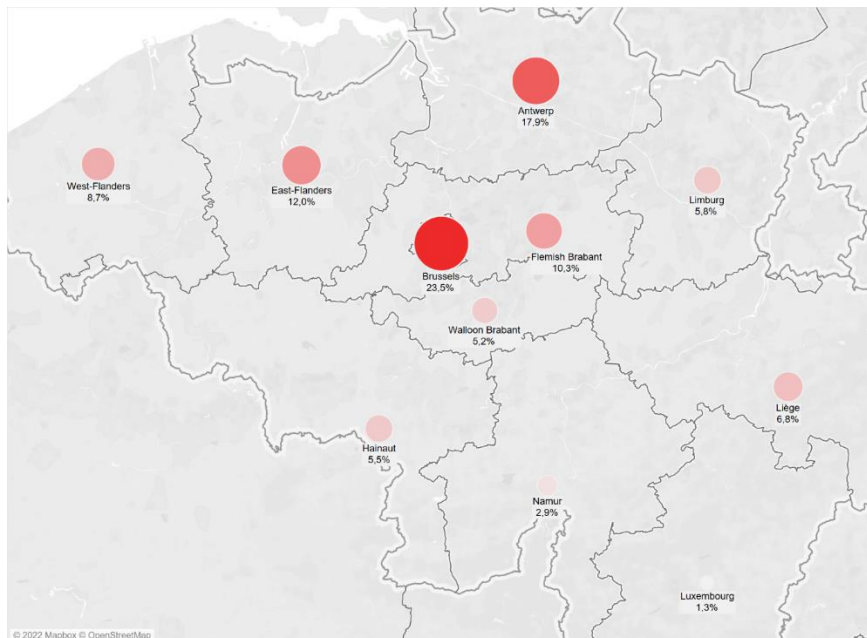 Antwerp
17,9%
West-Flanders
8,7%
East-Flanders
12,0%
Limburg
5,8%
Brussels
23,5%
Flemish Brabant
10,3%
Walloon Brabant
5,2%
Liège
6,8%
Hainaut
5,5%
Namur
2,9%
Luxembourg
1,3%
© 2022 Mapbox © OpenStreetMap